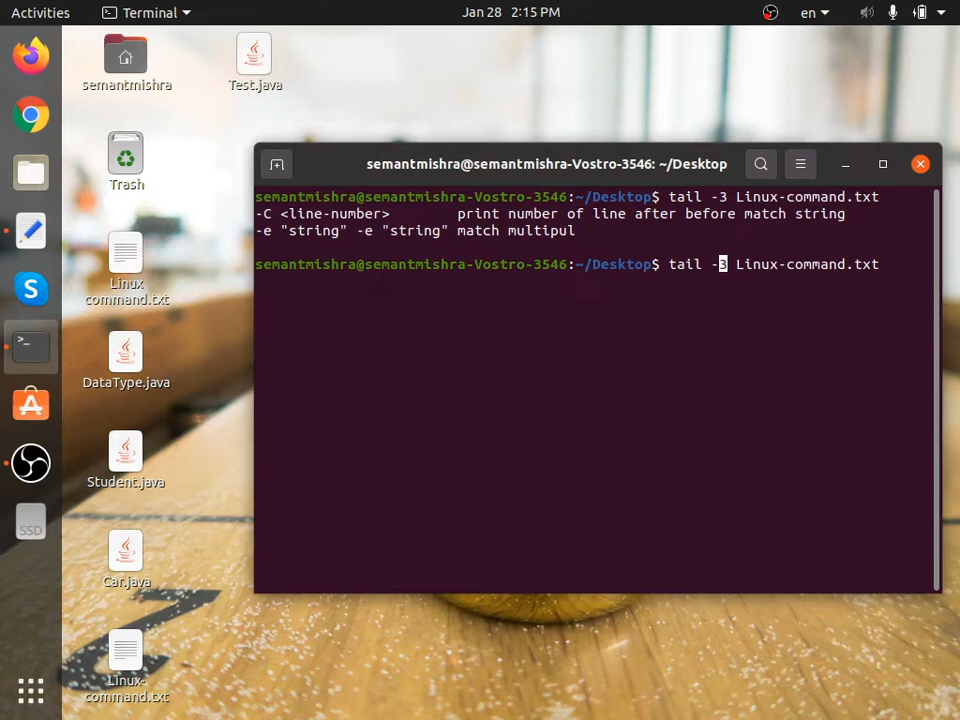 Activities
Terminal
Jan 28 2:15 PM
en
semantmishra
Test.java
Trash
Linux
command.txt
DataType.java
Student.java
Car.java
Linux-
command.txt
SSD
>_
semantmishra@semantmishra-Vostro-3546: ~/Desktop
semantmishra@semantmishra-Vostro-3546:~/Desktop$ tail -3 Linux-command.txt
-C <line-number>        print number of line after before match string
-e "string" -e "string" match multipul
semantmishra@semantmishra-Vostro-3546:~/Desktop$ tail -3 Linux-command.txt